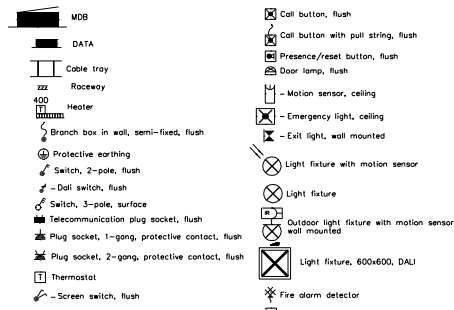 MDB
DATA
Cable tray
zzz Raceway
400
T Heater
Branch box in wall, semi-fixed, flush
Protective earthing
Switch, 2-pole, flush
- Dali switch, flush
Switch, 3-pole, surface
Telecommunication plug socket, flush
Plug socket, 1-gang, protective contact, flush
Plug socket, 2-gang, protective contact, flush
T Thermostat
- Screen switch, flush
Call button, flush
Call button with pull string, flush
Presence/reset button, flush
Door lamp, flush
- Motion sensor, ceiling
- Emergency light, ceiling
- Exit light, wall mounted
Light fixture with motion sensor
Light fixture
IR
Outdoor light fixture with motion sensor
wall mounted
Light fixture, 600x600, DALI
Fire alarm detector